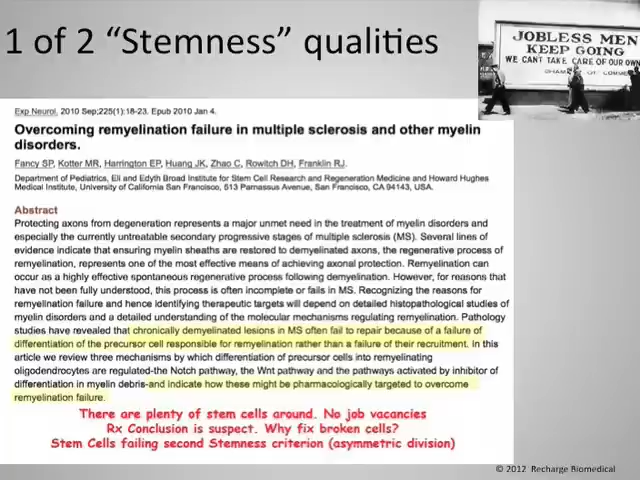 1 of 2 “Stemness” qualities
JOBLESS MEN
KEEP GOING
WE CAN'T TAKE CARE OF OUR OWN
CHAMBER OF COMMERCE
Exp Neurol. 2010 Sep;225(1):18-23. Epub 2010 Jan 4.
Overcoming remyelination failure in multiple sclerosis and other myelin
disorders.
Fancy SP, Kotter MR, Harrington EP, Huang JK, Zhao C, Rowitch DH, Franklin RJ.
Department of Pediatrics, Eli and Edyth Broad Institute for Stem Cell Research and Regeneration Medicine and Howard Hughes
Medical Institute, University of California San Francisco, 513 Parnassus Avenue, San Francisco, CA 94143, USA.
Abstract
Protecting axons from degeneration represents a major unmet need in the treatment of myelin disorders and
especially the currently untreatable secondary progressive stages of multiple sclerosis (MS). Several lines of
evidence indicate that ensuring myelin sheaths are restored to demyelinated axons, the regenerative process of
remyelination, represents one of the most effective means of achieving axonal protection. Remyelination can
occur as a highly effective spontaneous regenerative process following demyelination. However, for reasons that
have not been fully understood, this process is often incomplete or fails in MS. Recognizing the reasons for
remyelination failure and hence identifying therapeutic targets will depend on detailed histopathological studies of
myelin disorders and a detailed understanding of the molecular mechanisms regulating remyelination. Pathology
studies have revealed that chronically demyelinated lesions in MS often fail to repair because of a failure of
differentiation of the precursor cell responsible for remyelination rather than a failure of their recruitment. In this
article we review three mechanisms by which differentiation of precursor cells into remyelinating
oligodendrocytes are regulated-the Notch pathway, the Wnt pathway and the pathways activated by inhibitor of
differentiation in myelin debris-and indicate how these might be pharmacologically targeted to overcome
remyelination failure.
There are plenty of stem cells around. No job vacancies
Rx Conclusion is suspect. Why fix broken cells?
Stem Cells failing second Stemness criterion (asymmetric division)
© 2012 Recharge Biomedical